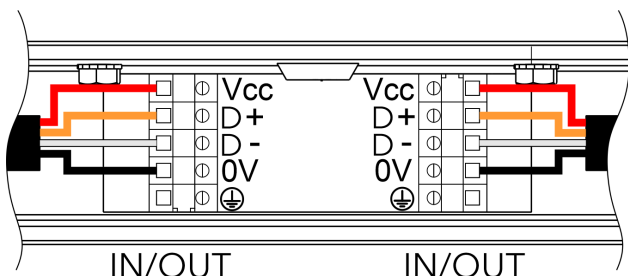 Vcc Vcc
D+ D+
D- D-
0V 0V
IN/OUT IN/OUT